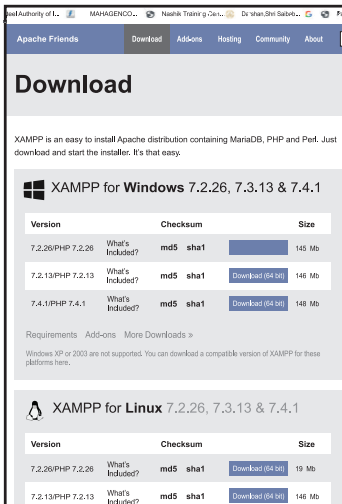 Jsel Authority of I... MAHAGENCO... Nashik Training Cen... Darshan,Shri Saibab...
Apache Friends Download Add-ons Hosting Community About
Download
XAMPP is an easy to install Apache distribution containing MariaDB, PHP and Perl. Just
download and start the installer. It's that easy.
XAMPP for Windows 7.2.26, 7.3.13 & 7.4.1
Version Checksum Size
7.2.26/PHP 7.2.26 What's Included? md5 sha1 145 Mb
7.2.13/PHP 7.2.13 What's Included? md5 sha1 Download (64 bit) 146 Mb
7.4.1/PHP 7.4.1 What's Included? md5 sha1 Download (64 bit) 148 Mb
Requirements Add-ons More Downloads »
Windows XP or 2003 are not supported. You can download a compatible version of XAMPP for these
platforms here.
XAMPP for Linux 7.2.26, 7.3.13 & 7.4.1
Version Checksum Size
7.2.26/PHP 7.2.26 What's Included? md5 sha1 Download (64 bit) 19 Mb
7.2.13/PHP 7.2.13 What's Included? md5 sha1 Download (64 bit) 146 Mb